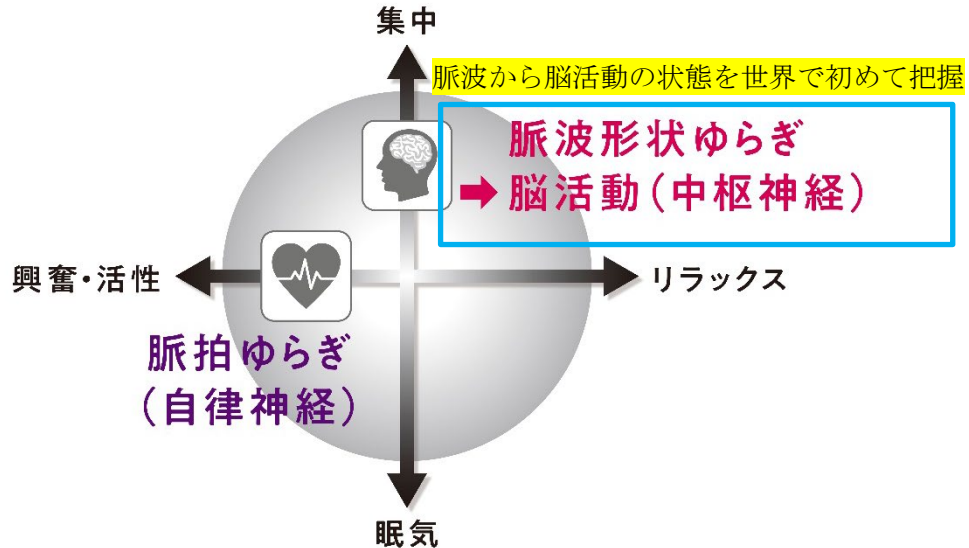 集中
脈波から脳活動の状態を世界で初めて把握
脈波形状ゆらぎ
➡脳活動(中枢神経)
興奮・活性
リラックス
脈拍ゆらぎ
(自律神経)
眠気